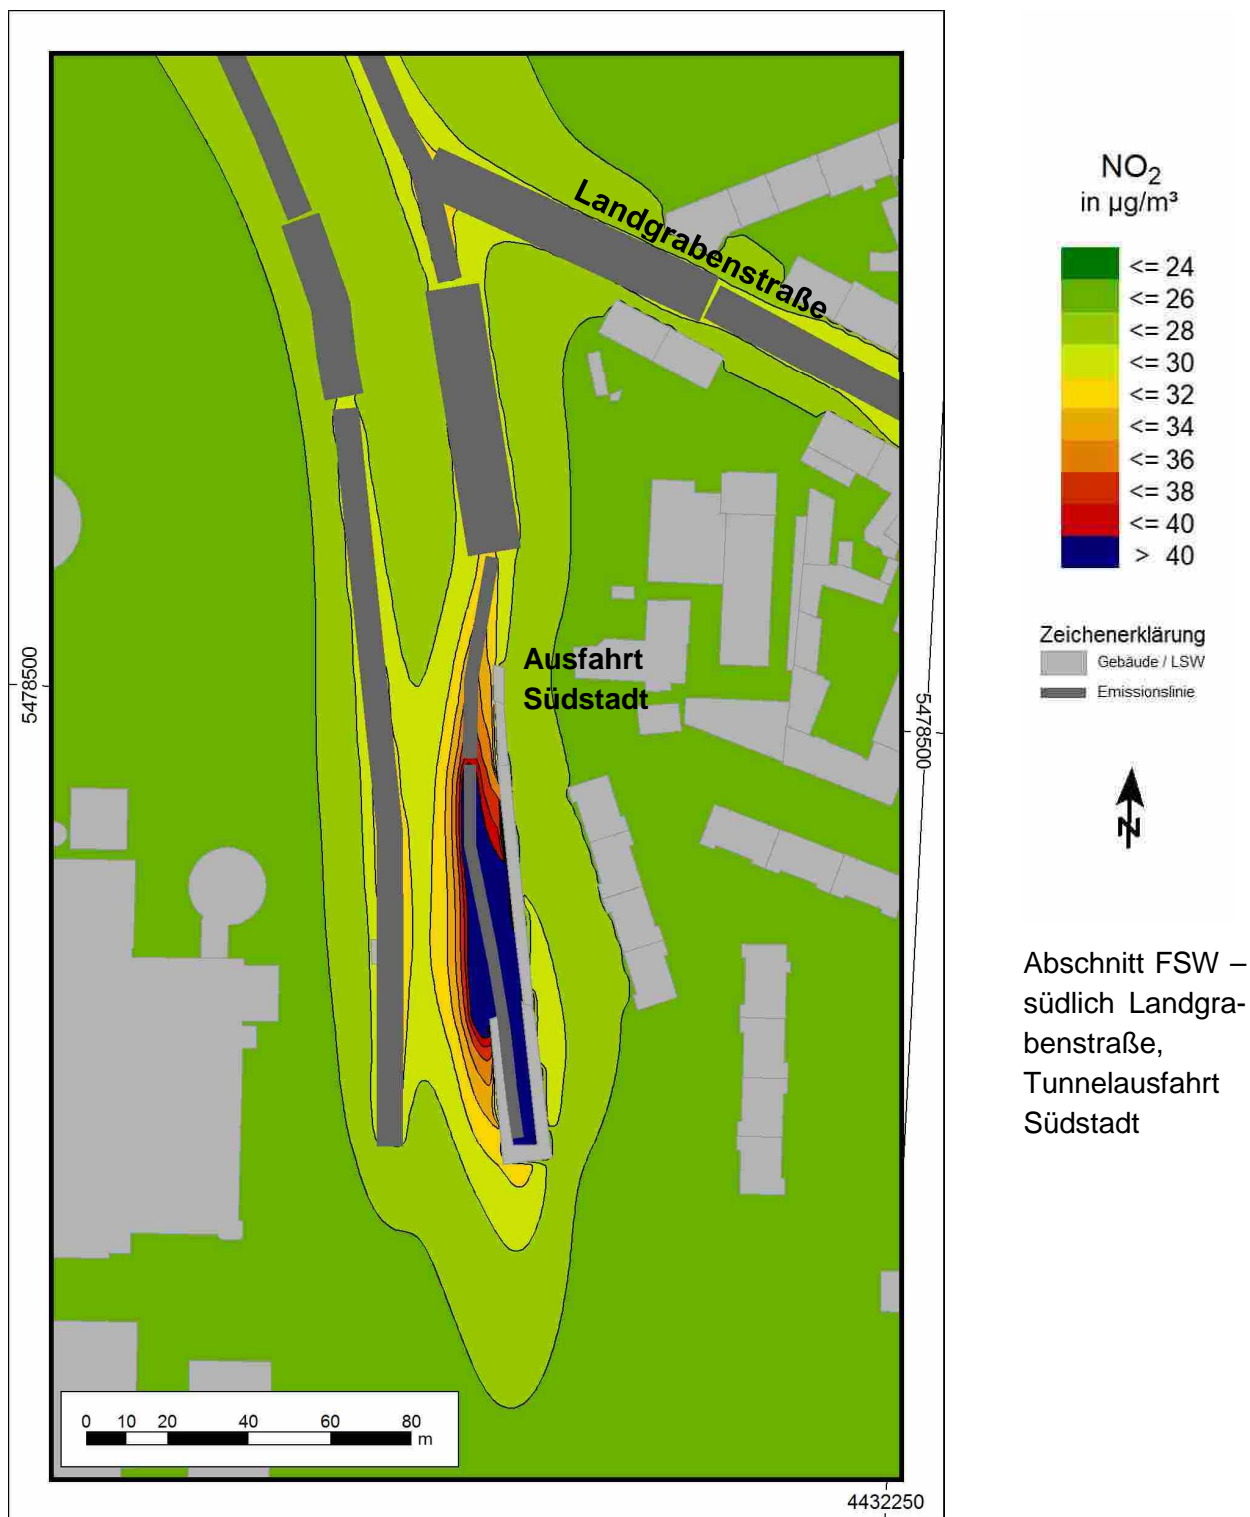 Landgrabenstraße
Ausfahrt
Südstadt
5478500
5478500
0 10 20 40 60 80
m
4432250
NO₂
in µg/m³
<= 24
<= 26
<= 28
<= 30
<= 32
<= 34
<= 36
<= 38
<= 40
> 40
Zeichenerklärung
Gebäude / LSW
Emissionslinie
N
Abschnitt FSW –
südlich Landgra-
benstraße,
Tunnelausfahrt
Südstadt